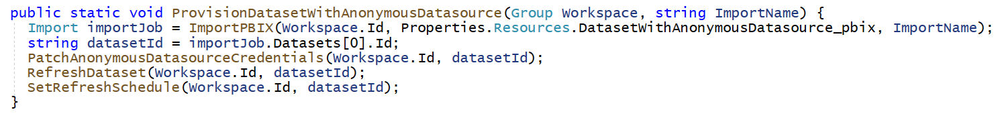 public static void ProvisionDatasetWithAnonymousDatasource(Group Workspace, string ImportName) {
  Import importJob = ImportPBIX(Workspace.Id, Properties.Resources.DatasetWithAnonymousDatasource_pbix, ImportName);
  string datasetId = importJob.Datasets[0].Id;
  PatchAnonymousDatasourceCredentials(Workspace.Id, datasetId);
  RefreshDataset(Workspace.Id, datasetId);
  SetRefreshSchedule(Workspace.Id, datasetId);
}